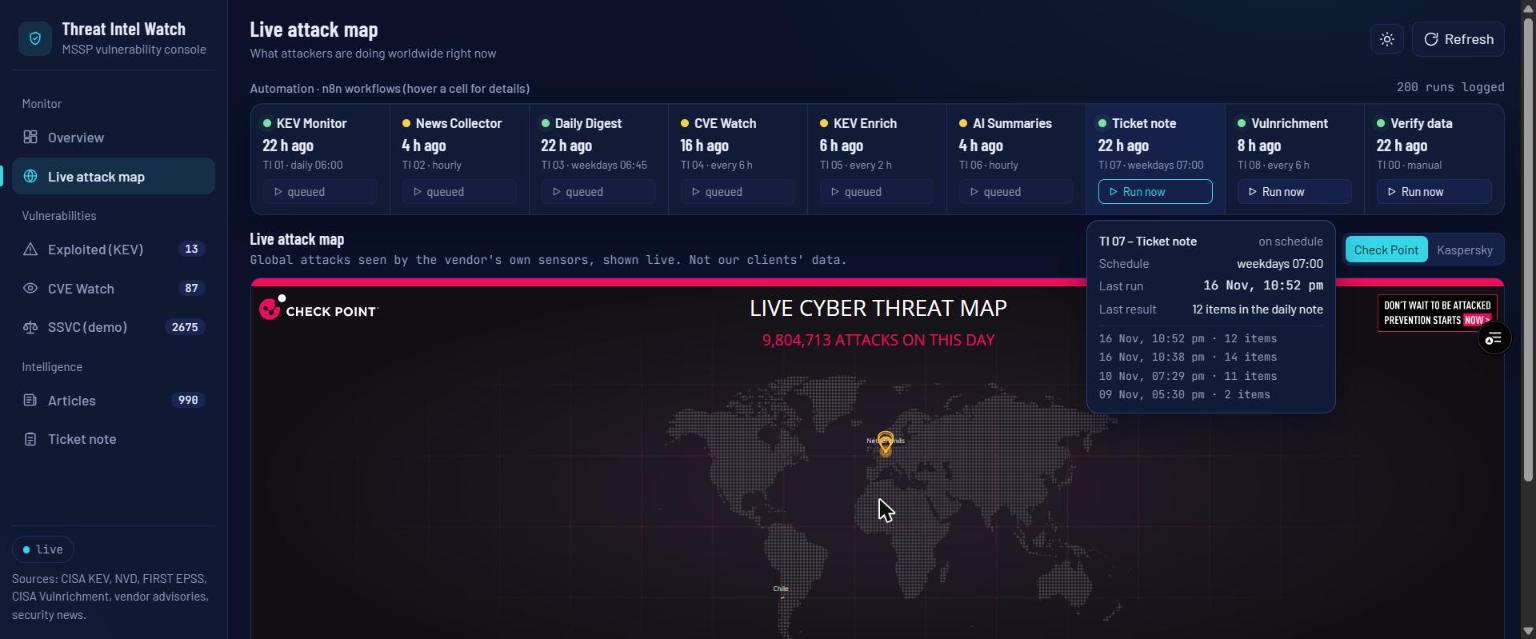 Threat Intel Watch
MSSP vulnerability console
Monitor
Overview
Live attack map
Vulnerabilities
Exploited (KEV) 13
CVE Watch 87
SSVC (demo) 2675
Intelligence
Articles 990
Ticket note
live
Sources: CISA KEV, NVD, FIRST EPSS,
CISA Vulnrichment, vendor advisories,
security news.
Live attack map
What attackers are doing worldwide right now
Refresh
Automation · n8n workflows (hover a cell for details)
200 runs logged
KEV Monitor
22 h ago
TI 01 · daily 06:00
queued
News Collector
4 h ago
TI 02 · hourly
queued
Daily Digest
22 h ago
TI 03 · weekdays 06:45
queued
CVE Watch
16 h ago
TI 04 · every 6 h
queued
KEV Enrich
6 h ago
TI 05 · every 2 h
queued
AI Summaries
4 h ago
TI 06 · hourly
queued
Ticket note
22 h ago
TI 07 · weekdays 07:00
Run now
Vulnrichment
8 h ago
TI 08 · every 6 h
Run now
Verify data
22 h ago
TI 00 · manual
Run now
Live attack map
Global attacks seen by the vendor's own sensors, shown live. Not our clients' data.
Check Point
Kaspersky
TI 07 – Ticket note on schedule
Schedule weekdays 07:00
Last run 16 Nov, 10:52 pm
Last result 12 items in the daily note
16 Nov, 10:52 pm · 12 items
16 Nov, 10:38 pm · 14 items
10 Nov, 07:29 pm · 11 items
09 Nov, 05:30 pm · 2 items
CHECK POINT
LIVE CYBER THREAT MAP
9,804,713 ATTACKS ON THIS DAY
DON'T WAIT TO BE ATTACKED
PREVENTION STARTS NOW >
Chile